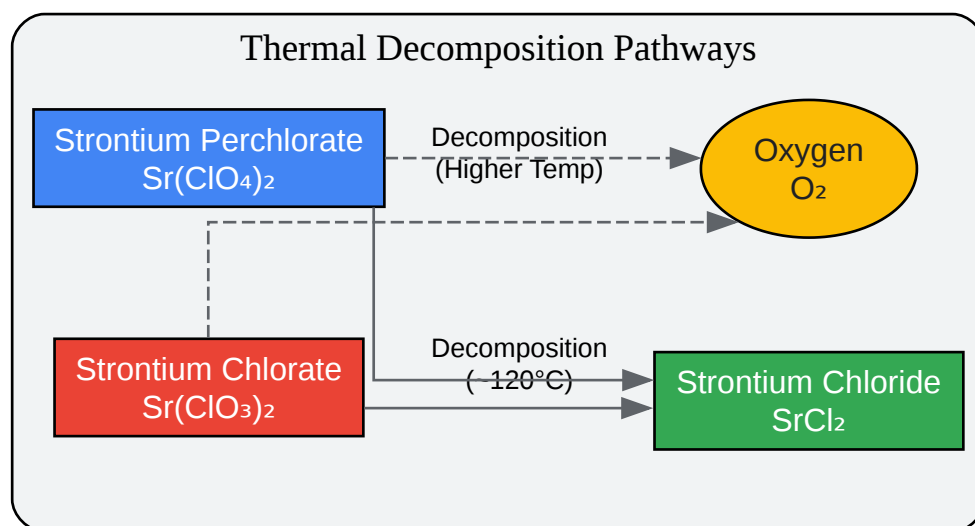 Thermal Decomposition Pathways
Strontium Perchlorate
Sr(ClO₄)₂
Decomposition
(Higher Temp)
Oxygen
O₂
Strontium Chlorate
Sr(ClO₃)₂
Decomposition
(~120°C)
Strontium Chloride
SrCl₂